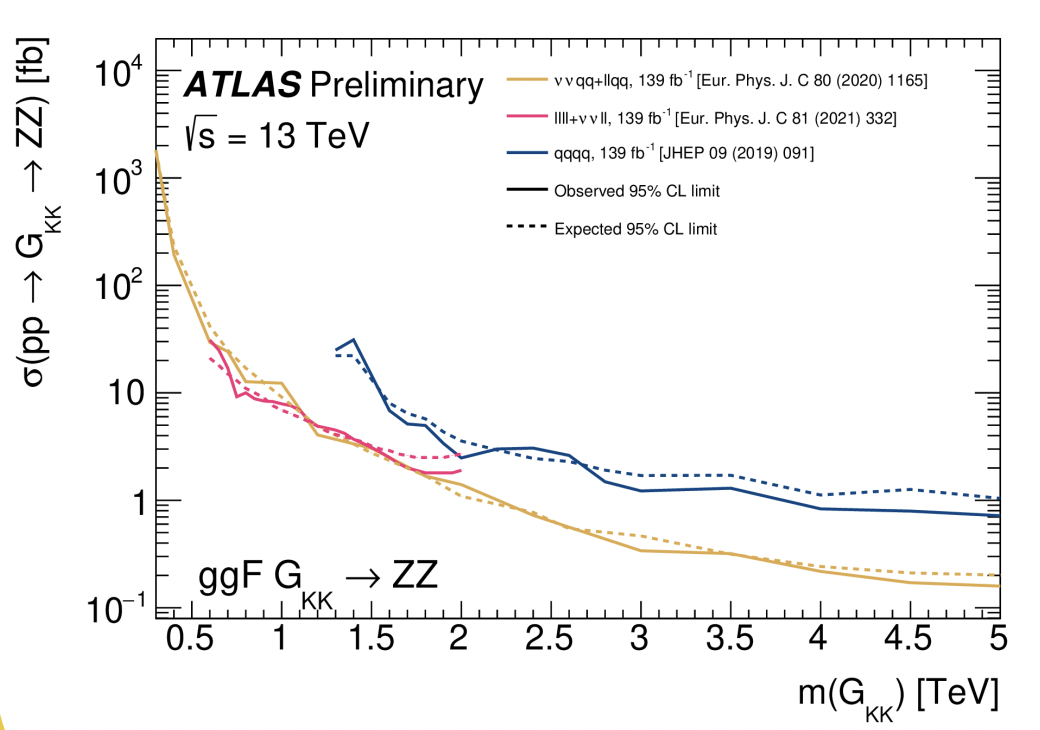 σ(pp → G_KK → ZZ) [fb]
10⁴
10³
10²
10
1
10⁻¹
ATLAS Preliminary
√s = 13 TeV
ννqq+llqq, 139 fb⁻¹ [Eur. Phys. J. C 80 (2020) 1165]
llll+ννll, 139 fb⁻¹ [Eur. Phys. J. C 81 (2021) 332]
qqqq, 139 fb⁻¹ [JHEP 09 (2019) 091]
Observed 95% CL limit
Expected 95% CL limit
ggF G_KK → ZZ
0.5 1 1.5 2 2.5 3 3.5 4 4.5 5
m(G_KK) [TeV]